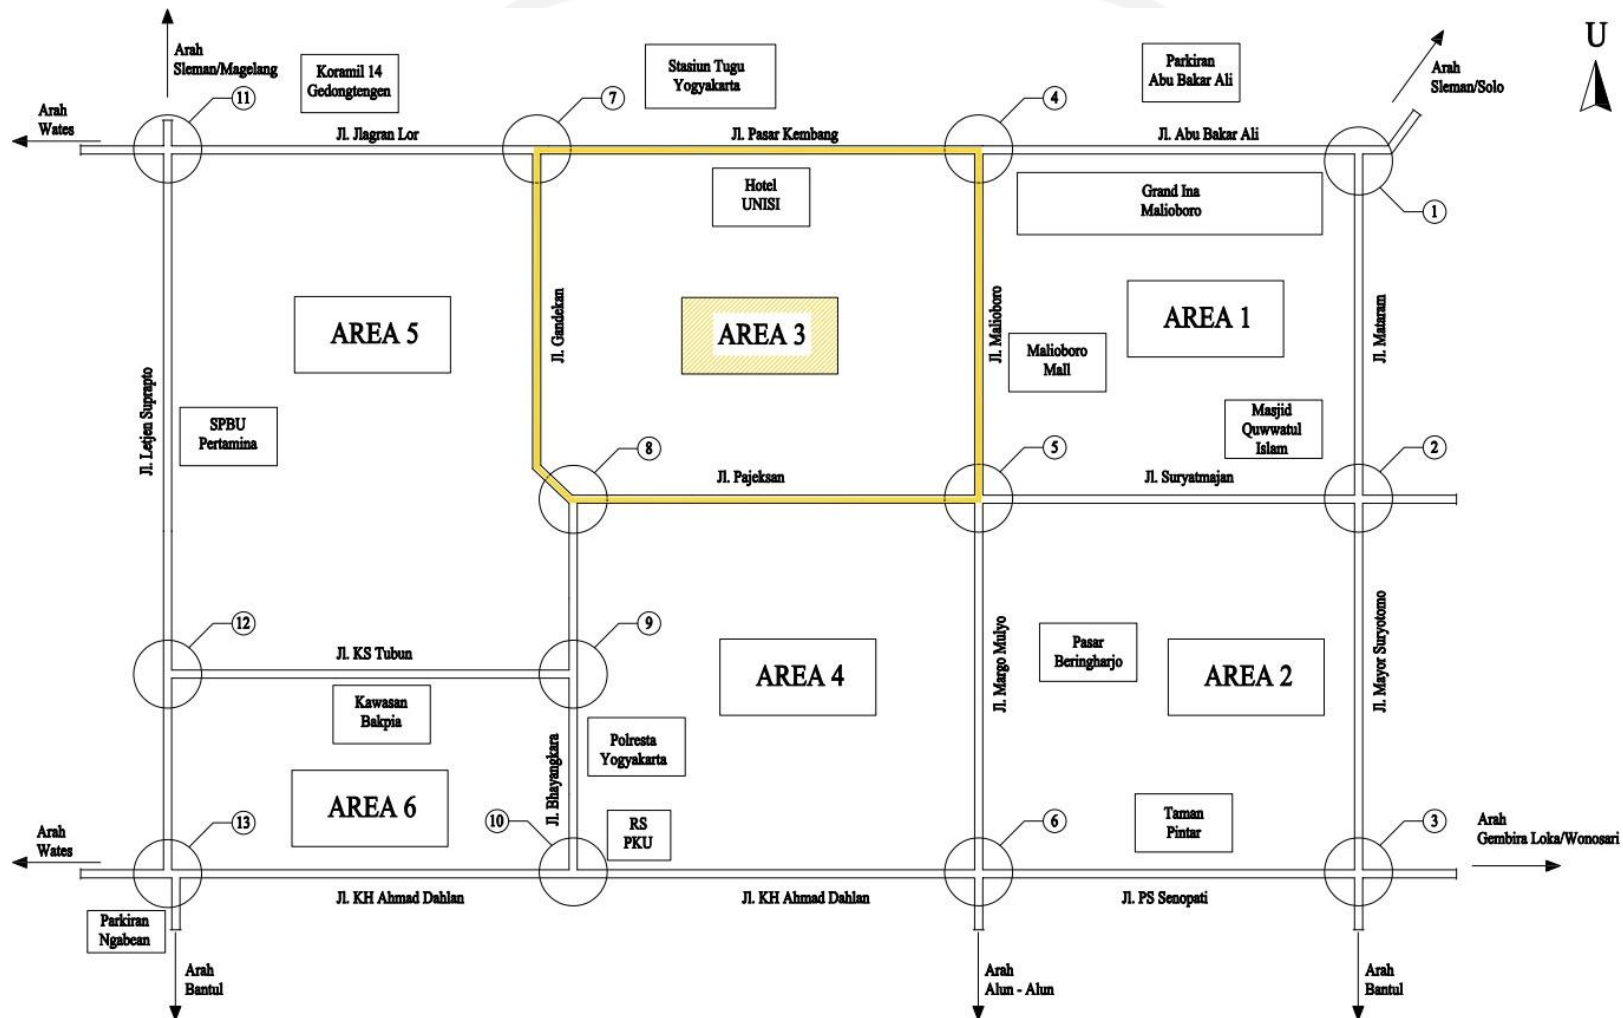 U
Arah
Sleman/Magelang
Koramil 14
Gedongtengen
Stasiun Tugu
Yogyakarta
Parkiran
Abu Bakar Ali
Arah
Sleman/Solo
11
7
4
Arah
Wates
Jl. Jlagran Lor
Jl. Pasar Kembang
Jl. Abu Bakar Ali
Hotel
UNISI
Grand Ina
Malioboro
1
AREA 5
Jl. Gandekan
AREA 3
Jl. Malioboro
AREA 1
Jl. Mataram
Malioboro
Mall
Jl. Letjen Suprapto
SPBU
Pertamina
Masjid
Quwwatul
Islam
8
5
2
Jl. Pajeksan
Jl. Suryatmajan
12
9
Jl. KS Tubun
Kawasan
Bakpia
AREA 4
Jl. Margo Mulyo
Pasar
Beringharjo
AREA 2
Jl. Mayor Suryotomo
Polresta
Yogyakarta
Jl. Bhayangkara
AREA 6
13
10
RS
PKU
6
Taman
Pintar
3
Arah
Wates
Arah
Gembira Loka/Wonosari
Jl. KH Ahmad Dahlan
Jl. KH Ahmad Dahlan
Jl. PS Senopati
Parkiran
Ngabean
Arah
Bantul
Arah
Alun - Alun
Arah
Bantul